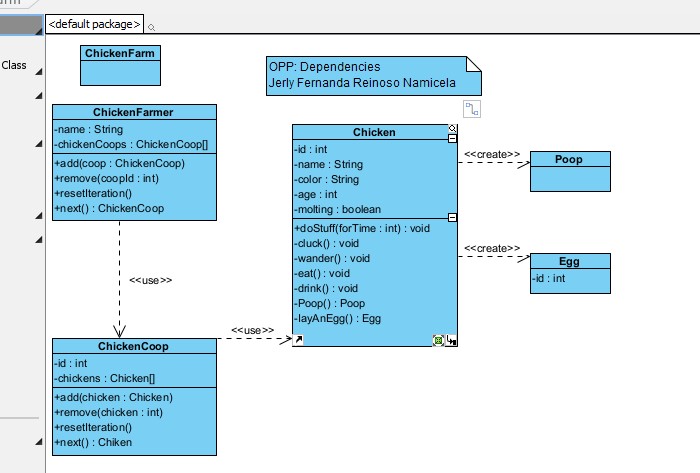 <default package>
Class
ChickenFarm
OPP: Dependencies
Jerly Fernanda Reinoso Namicela
ChickenFarmer
-name : String
-chickenCoops : ChickenCoop[]
+add(coop : ChickenCoop)
+remove(coopId : int)
+resetIteration()
+next() : ChickenCoop
<<use>>
ChickenCoop
-id : int
-chickens : Chicken[]
+add(chicken : Chicken)
+remove(chicken : int)
+resetIteration()
+next() : Chiken
<<use>>
Chicken
-id : int
-name : String
-color : String
-age : int
-molting : boolean
+doStuff(forTime : int) : void
-cluck() : void
-wander() : void
-eat() : void
-drink() : void
-Poop() : Poop
-layAnEgg() : Egg
<<create>>
Poop
<<create>>
Egg
-id : int